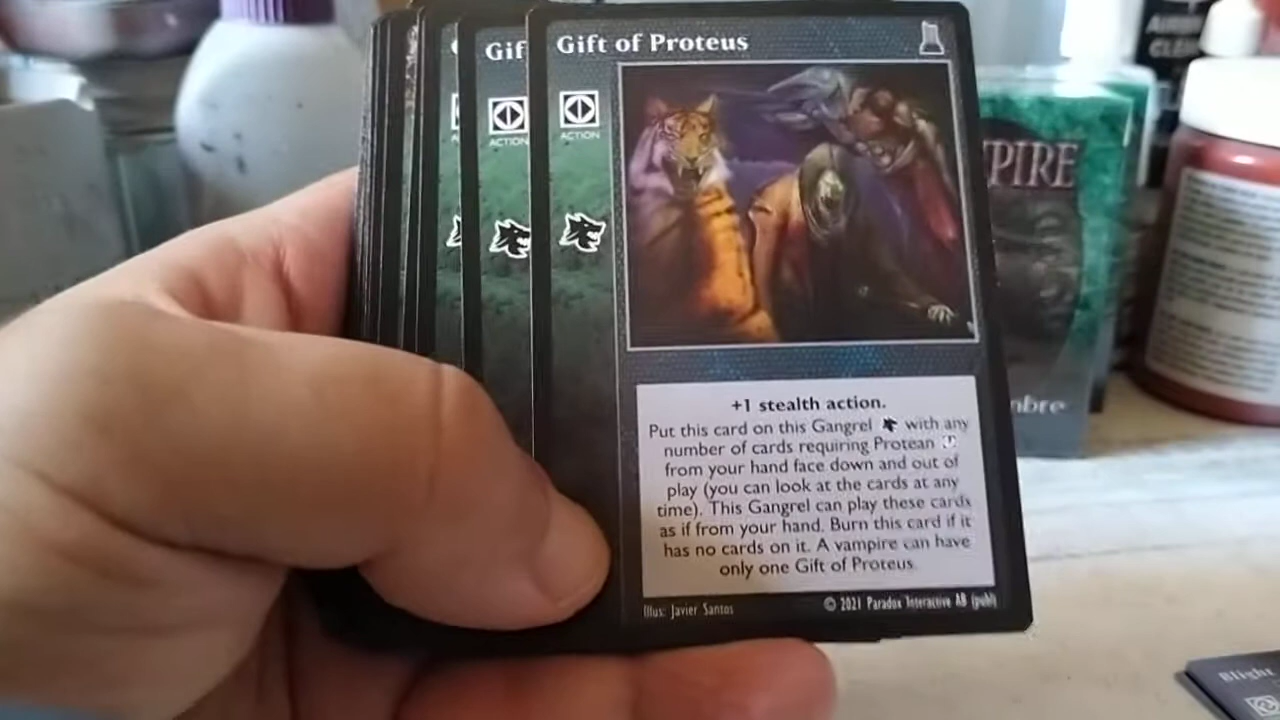 Gift of Proteus
Gif
ACTION
ACTION
+1 stealth action.
Put this card on this Gangrel with any
number of cards requiring Protean
from your hand face down and out of
play (you can look at the cards at any
time). This Gangrel can play these cards
as if from your hand. Burn this card if it
has no cards on it. A vampire can have
only one Gift of Proteus.
Illus: Javier Santos
© 2021 Paradox Interactive AB (publ)
PIRE
mbre
Blight